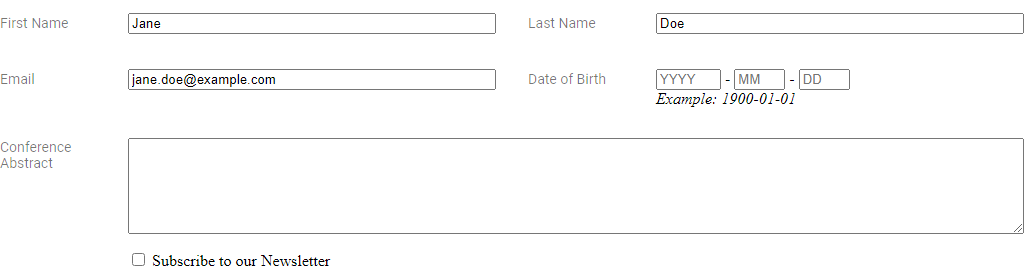 First Name Jane Last Name Doe
Email jane.doe@example.com Date of Birth YYYY - MM - DD
Example: 1900-01-01
Conference
Abstract
Subscribe to our Newsletter